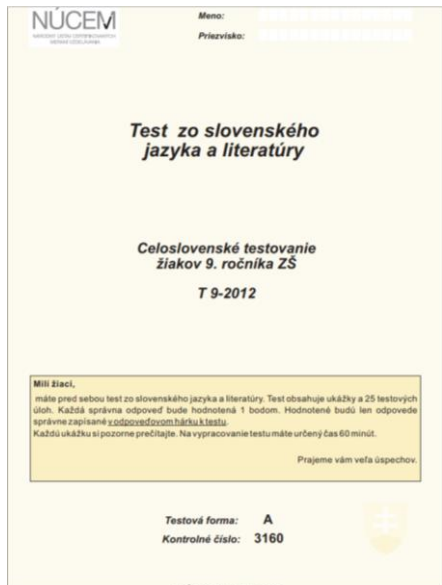 NÚCEM
Meno:
Priezvisko:
Test zo slovenského
jazyka a literatúry
Celoslovenské testovanie
žiakov 9. ročníka ZŠ
T 9-2012
Milí žiaci,
máte pred sebou test zo slovenského jazyka a literatúry. Test obsahuje ukážky a 25 testových
úloh. Každá správna odpoveď bude hodnotená 1 bodom. Hodnotené budú len odpovede
správne zapísané v odpoveďovom hárku k testu.
Každú ukážku si pozorne prečítajte. Na vypracovanie testu máte určený čas 60 minút.
Prajeme vám veľa úspechov.
Testová forma: A
Kontrolné číslo: 3160